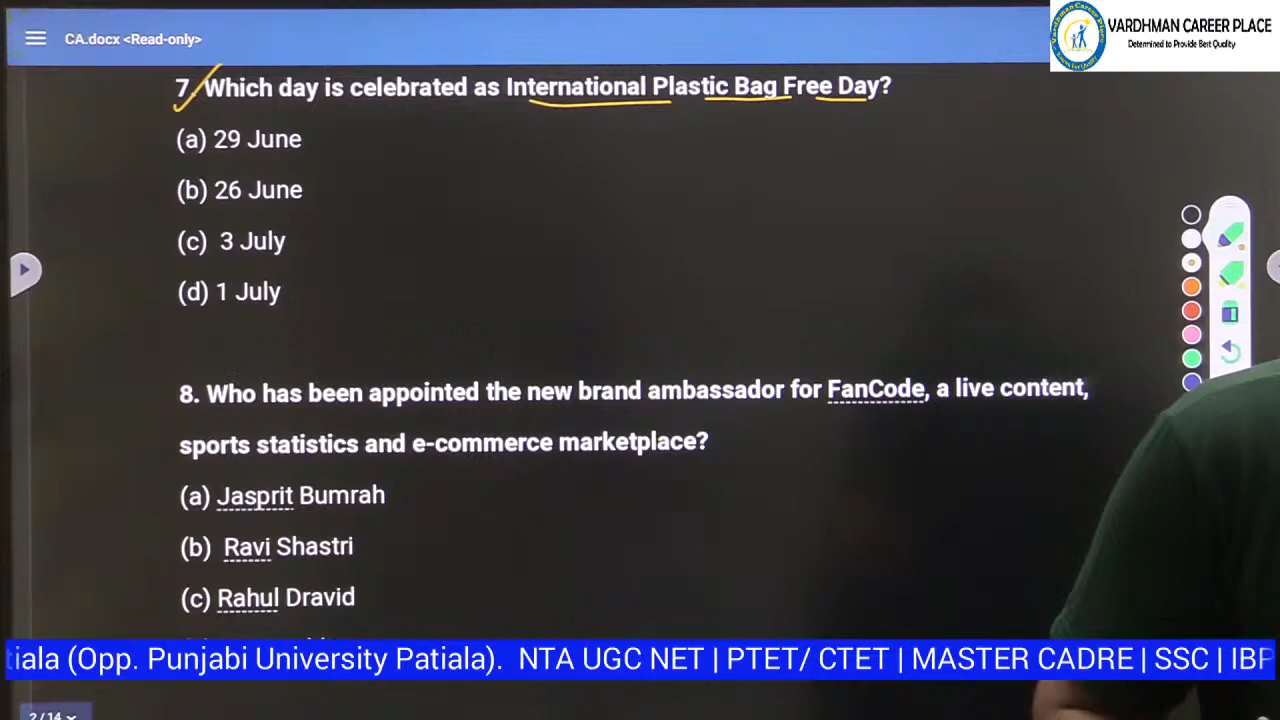 CA.docx <Read-only>
VARDHMAN CAREER PLACE
Determined to Provide Best Quality
7. Which day is celebrated as International Plastic Bag Free Day?
(a) 29 June
(b) 26 June
(c) 3 July
(d) 1 July
8. Who has been appointed the new brand ambassador for FanCode, a live content,
sports statistics and e-commerce marketplace?
(a) Jasprit Bumrah
(b) Ravi Shastri
(c) Rahul Dravid
tiala (Opp. Punjabi University Patiala). NTA UGC NET | PTET/ CTET | MASTER CADRE | SSC | IBP
2/14